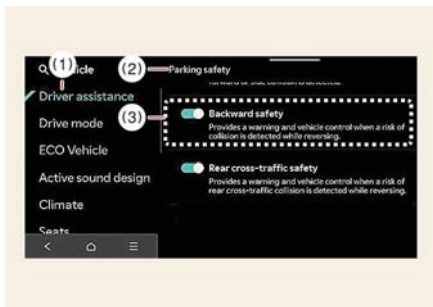 (1)
(2)
Parking safety
Driver assistance
(3)
Backward safety
Provides a warning and vehicle control when a risk of
collision is detected while reversing.
Drive mode
ECO Vehicle
Rear cross-traffic safety
Provides a warning and vehicle control when a risk of
rear cross-traffic collision is detected while reversing.
Active sound design
Climate
Seats